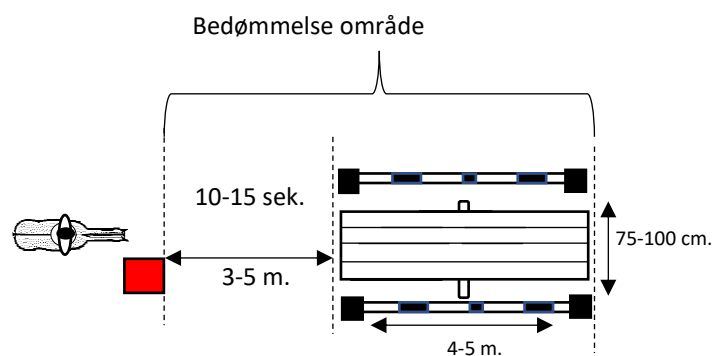 Bedømmelse område
10-15 sek.
3-5 m.
75-100 cm.
4-5 m.